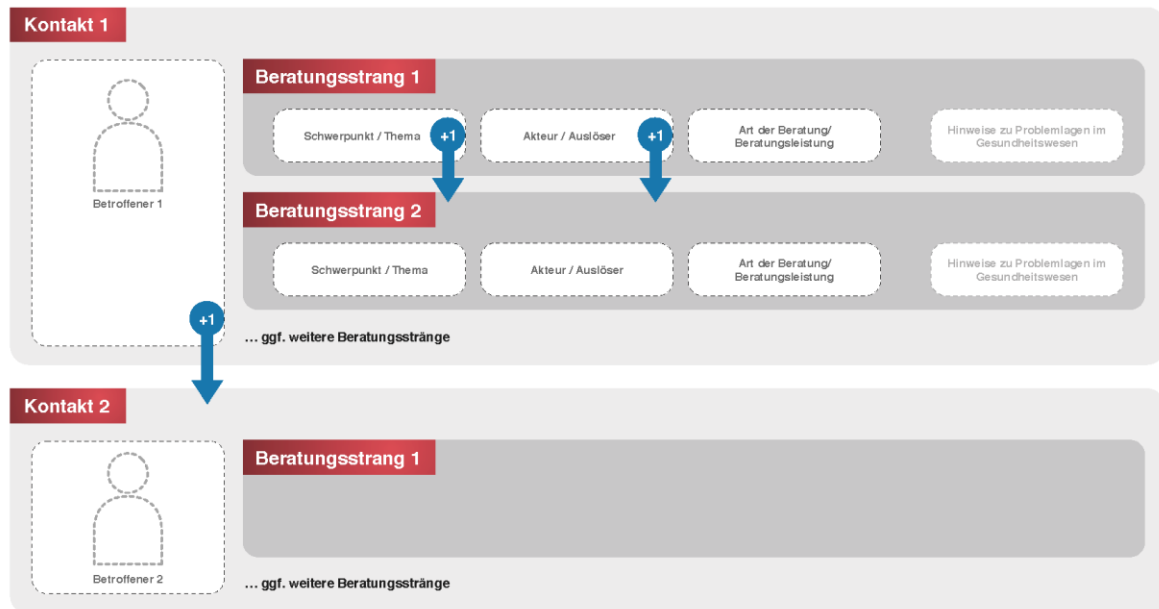 Kontakt 1
Betroffener 1
Beratungsstrang 1
Schwerpunkt / Thema
+1
Akteur / Auslöser
+1
Art der Beratung/
Beratungsleistung
Hinweise zu Problemlagen im
Gesundheitswesen
Beratungsstrang 2
Schwerpunkt / Thema
Akteur / Auslöser
Art der Beratung/
Beratungsleistung
Hinweise zu Problemlagen im
Gesundheitswesen
+1
... ggf. weitere Beratungsstränge
Kontakt 2
Betroffener 2
Beratungsstrang 1
... ggf. weitere Beratungsstränge